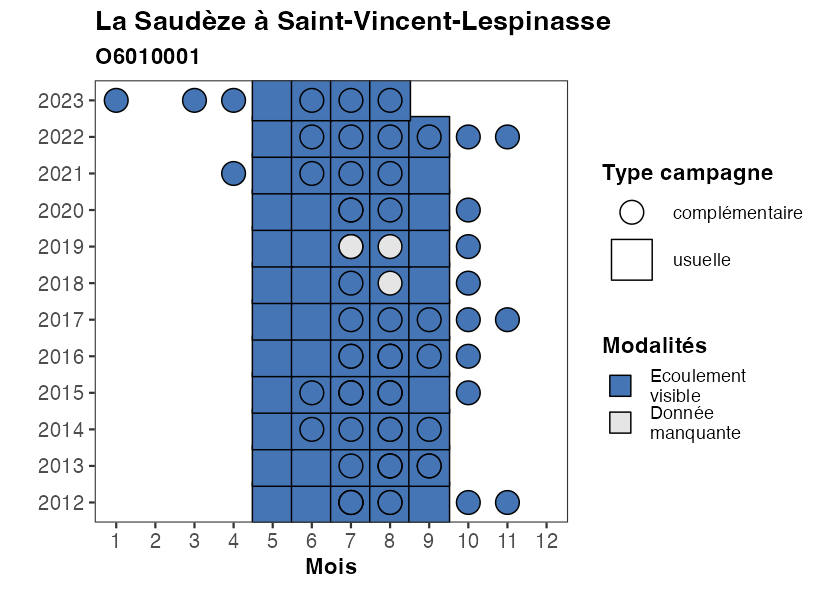 La Saudèze à Saint-Vincent-Lespinasse
O6010001
2023
2022
2021
2020
2019
2018
2017
2016
2015
2014
2013
2012
1 2 3 4 5 6 7 8 9 10 11 12
Mois
Type campagne
complémentaire
usuelle
Modalités
Ecoulement
visible
Donnée
manquante